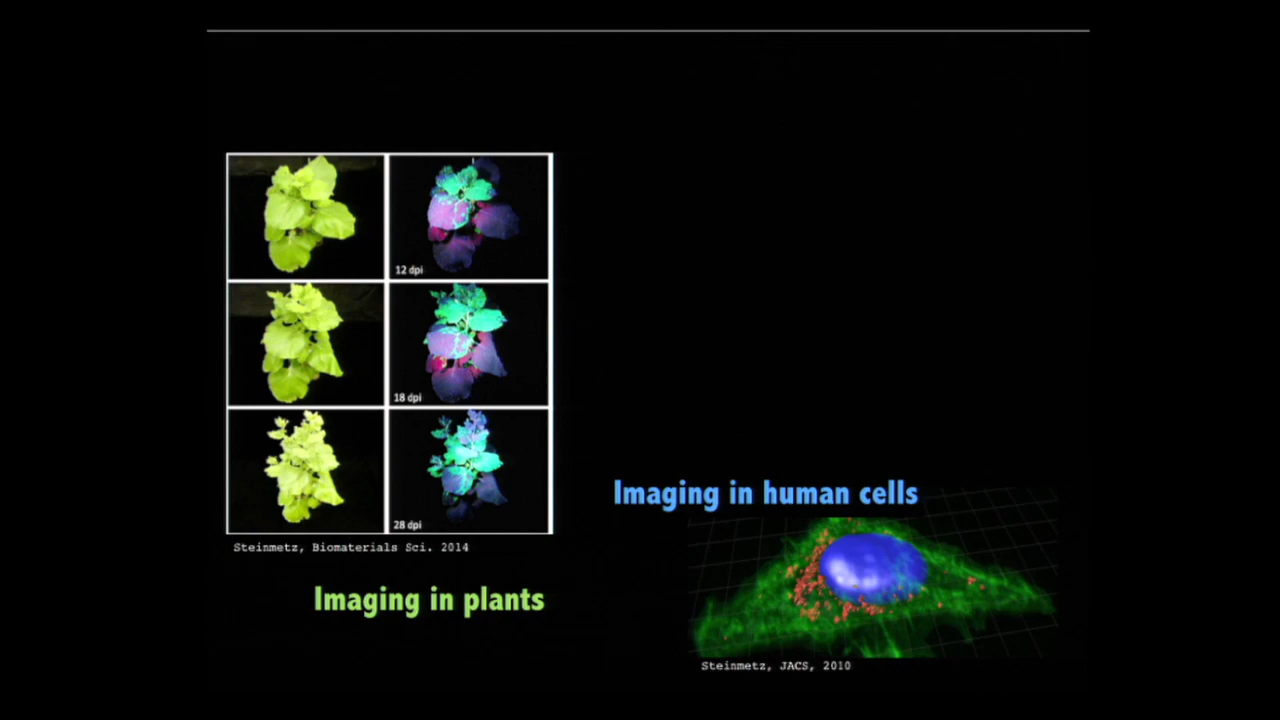 12 dpi
18 dpi
28 dpi
Steinmetz, Biomaterials Sci. 2014
Imaging in plants
Imaging in human cells
Steinmetz, JACS, 2010